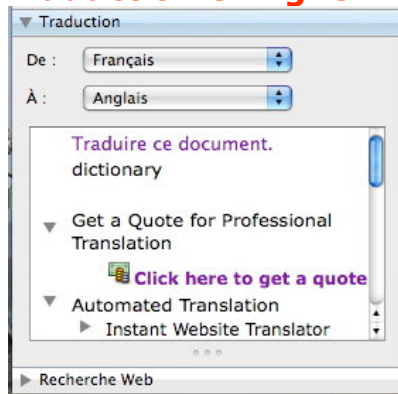 Traduction
De : Français
À : Anglais
Traduire ce document.
dictionary
Get a Quote for Professional
Translation
Click here to get a quote
Automated Translation
Instant Website Translator
Recherche Web